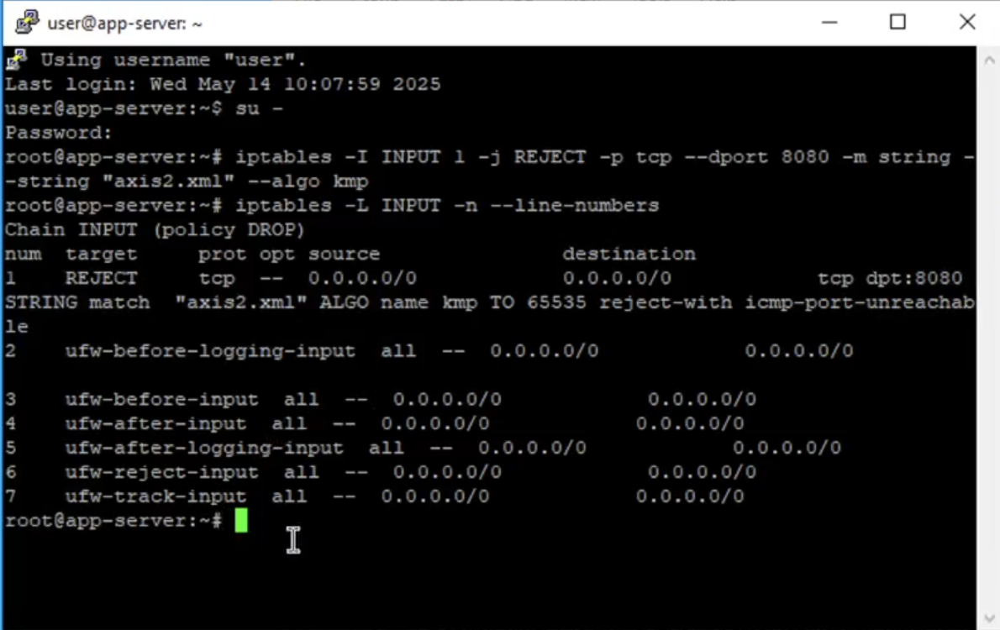 user@app-server: ~
Using username "user".
Last login: Wed May 14 10:07:59 2025
user@app-server:~$ su -
Password:
root@app-server:~# iptables -I INPUT 1 -j REJECT -p tcp --dport 8080 -m string -
-string "axis2.xml" --algo kmp
root@app-server:~# iptables -L INPUT -n --line-numbers
Chain INPUT (policy DROP)
num  target     prot opt source               destination
1    REJECT     tcp  --  0.0.0.0/0            0.0.0.0/0            tcp dpt:8080
STRING match  "axis2.xml" ALGO name kmp TO 65535 reject-with icmp-port-unreachab
le
2    ufw-before-logging-input  all  --  0.0.0.0/0            0.0.0.0/0
3    ufw-before-input  all  --  0.0.0.0/0            0.0.0.0/0
4    ufw-after-input  all  --  0.0.0.0/0            0.0.0.0/0
5    ufw-after-logging-input  all  --  0.0.0.0/0            0.0.0.0/0
6    ufw-reject-input  all  --  0.0.0.0/0            0.0.0.0/0
7    ufw-track-input  all  --  0.0.0.0/0            0.0.0.0/0
root@app-server:~#